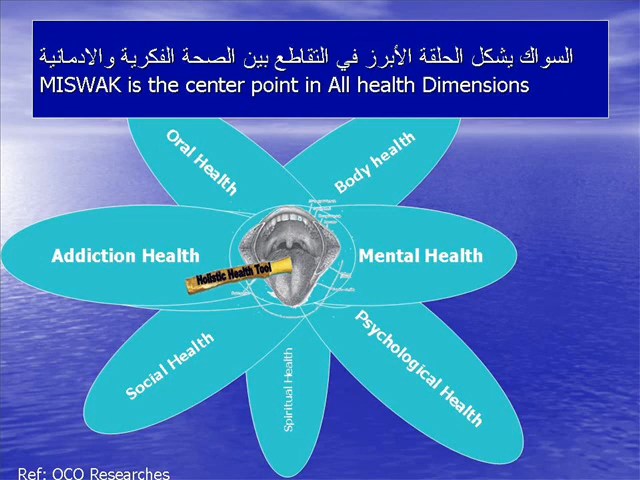 السواك يشكل الحلقة الأبرز في التقاطع بين الصحة الفكرية والادمانية
MISWAK is the center point in All health Dimensions
Oral Health
Body health
Addiction Health
Mental Health
Holistic Health Tool
Social Health
Spiritual Health
Psychological Health
Ref: OCO Researches